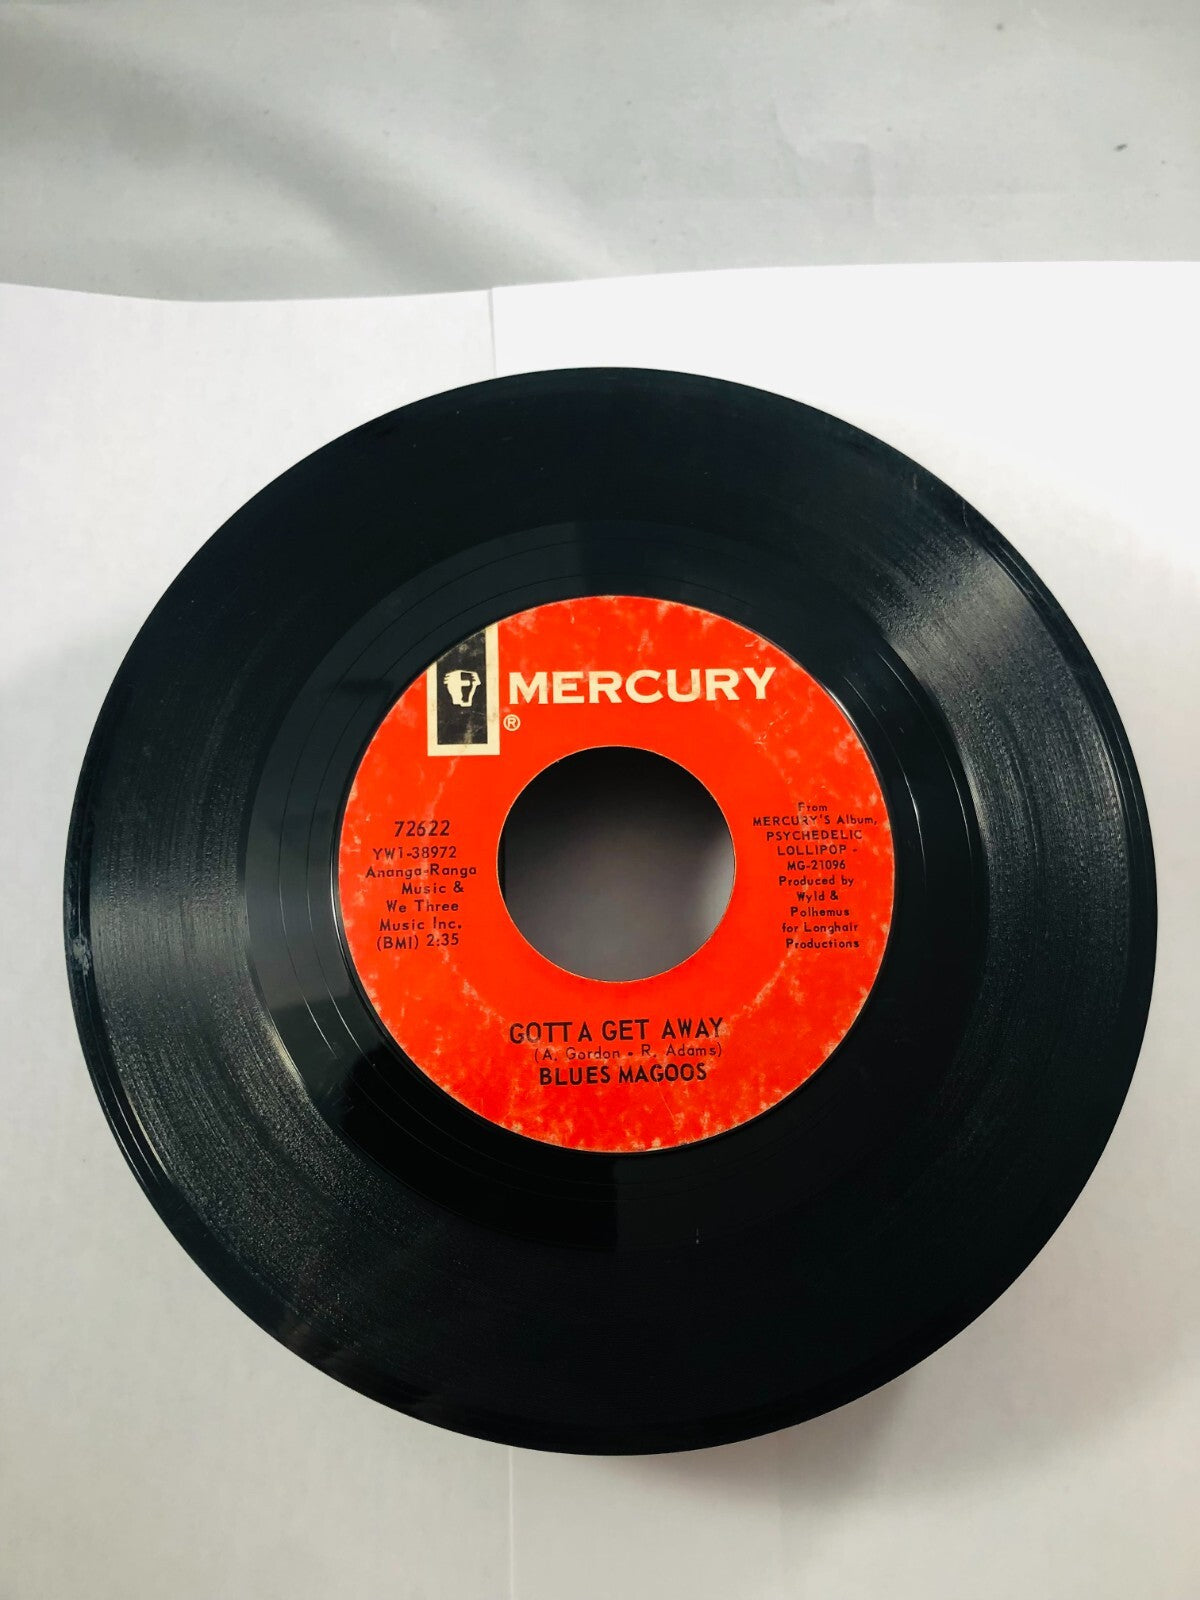 MERCURY
®
72622
YW1-38972
Ananga-Ranga
Music &
We Three
Music Inc.
(BMI) 2:35
From
MERCURY'S Album,
PSYCHEDELIC
LOLLIPOP -
MG-21096
Produced by
Wyld &
Polhemus
for Longhair
Productions
GOTTA GET AWAY
(A. Gordon - R. Adams)
BLUES MAGOOS